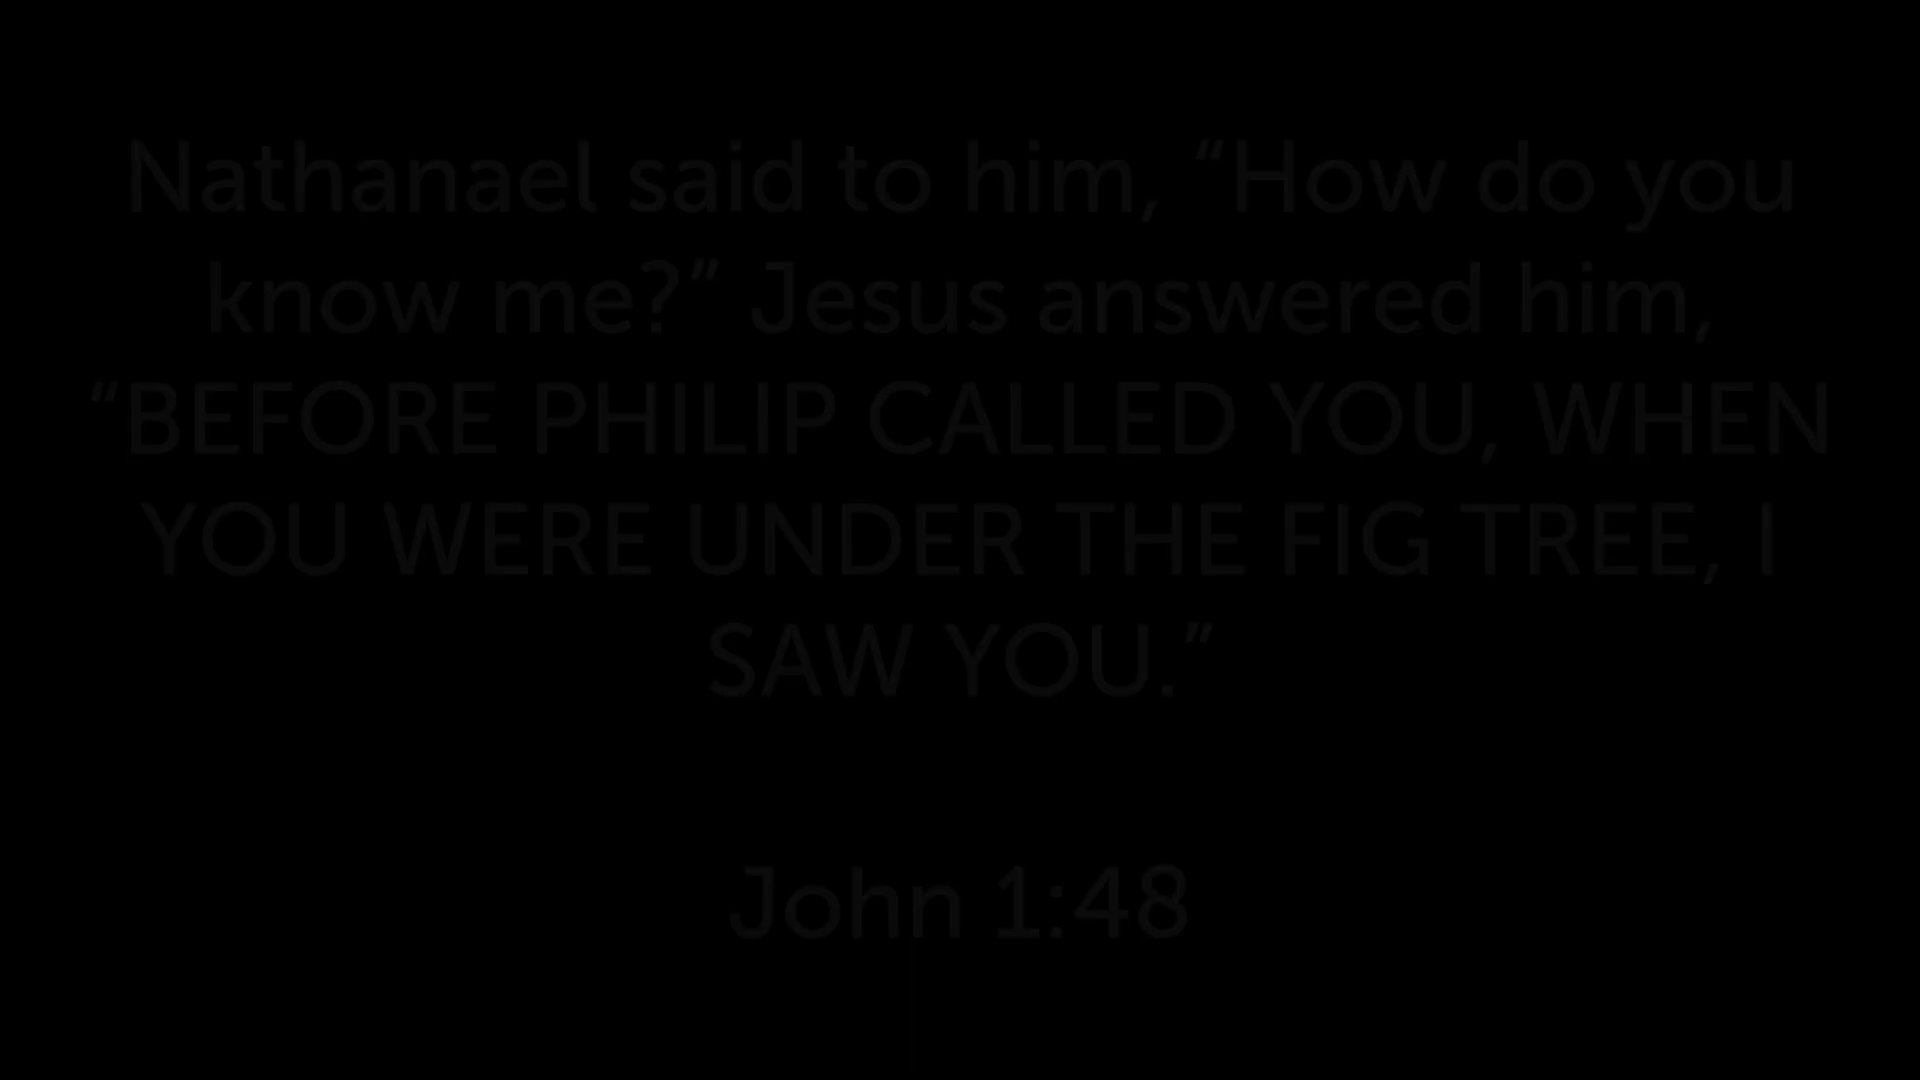 Nathanael said to him, “How do you
know me?” Jesus answered him,
“BEFORE PHILIP CALLED YOU, WHEN
YOU WERE UNDER THE FIG TREE, I
SAW YOU.”
John 1:48